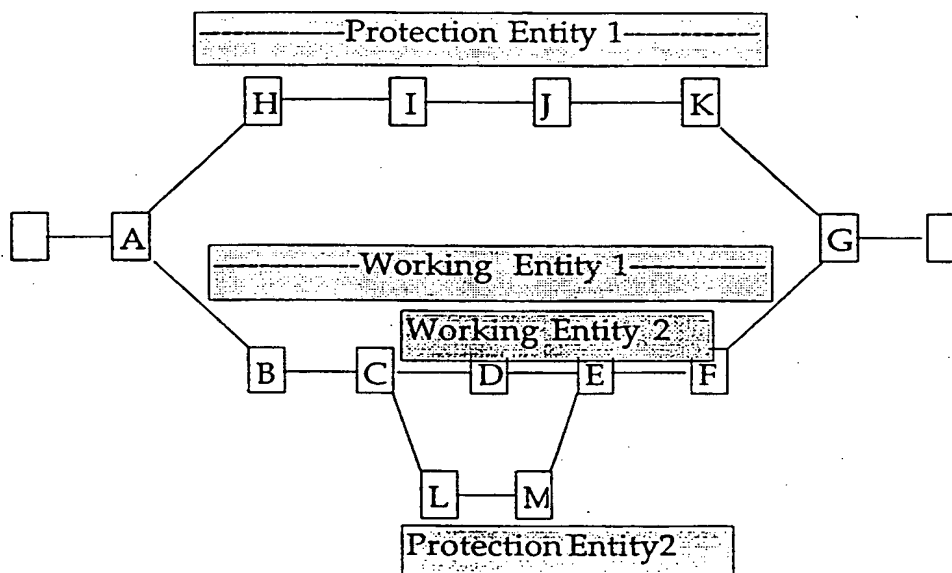 Protection Entity 1
H I J K
A G
Working Entity 1
Working Entity 2
B C D E F
L M
Protection Entity2